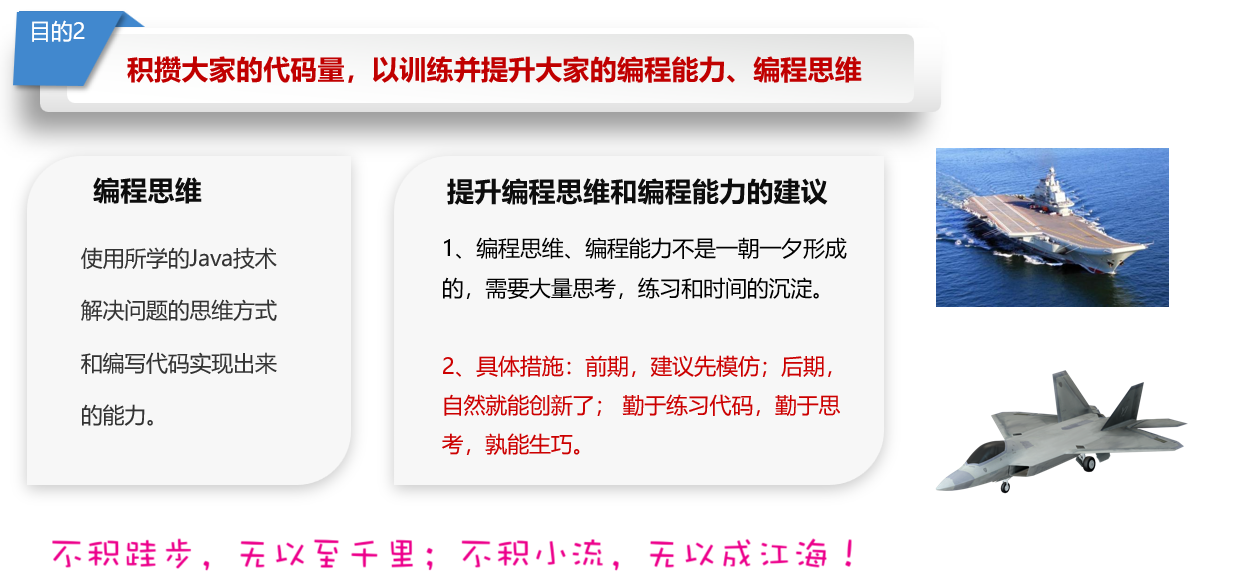 目的2
积攒大家的代码量，以训练并提升大家的编程能力、编程思维
编程思维
使用所学的Java技术
解决问题的思维方式
和编写代码实现出来
的能力。
提升编程思维和编程能力的建议
1、编程思维、编程能力不是一朝一夕形成
的，需要大量思考，练习和时间的沉淀。
2、具体措施：前期，建议先模仿；后期，
自然就能创新了； 勤于练习代码，勤于思
考，孰能生巧。
不积跬步，无以至千里；不积小流，无以成江海！